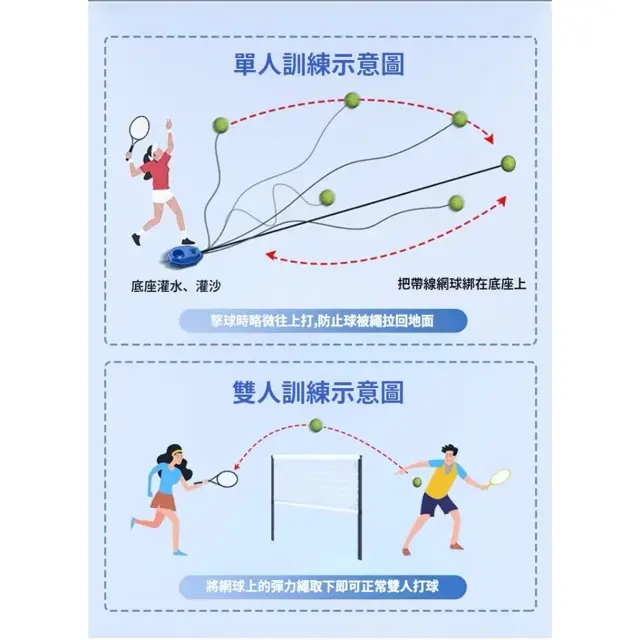 單人訓練示意圖
底座灌水、灌沙
把帶線網球綁在底座上
擊球時略微往上打,防止球被繩拉回地面
雙人訓練示意圖
將網球上的彈力繩取下即可正常雙人打球